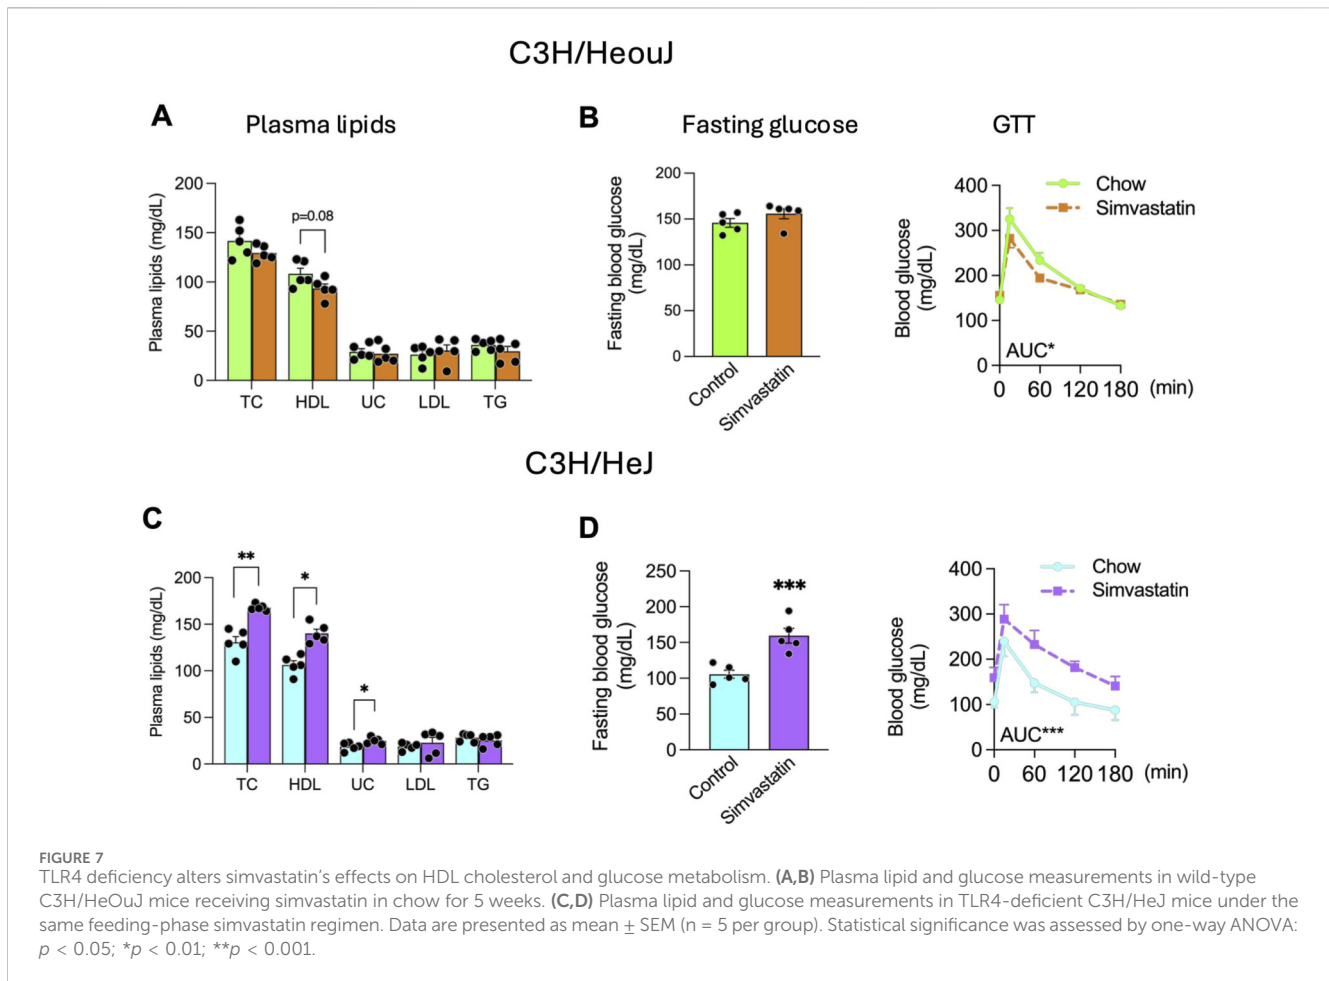 C3H/HeouJ
A
Plasma lipids
B
Fasting glucose
GTT
Plasma lipids (mg/dL)
200
150
100
50
0
p=0.08
TC HDL UC LDL TG
Fasting blood glucose
(mg/dL)
200
150
100
50
0
Control
Simvastatin
Blood glucose
(mg/dL)
400
300
200
100
0
Chow
Simvastatin
AUC*
0 60 120 180 (min)
C3H/HeJ
C
D
Plasma lipids (mg/dL)
200
150
100
50
0
**
*
*
TC HDL UC LDL TG
Fasting blood glucose
(mg/dL)
250
200
150
100
50
0
***
Control
Simvastatin
Blood glucose
(mg/dL)
400
300
200
100
0
Chow
Simvastatin
AUC***
0 60 120 180 (min)
FIGURE 7
TLR4 deficiency alters simvastatin’s effects on HDL cholesterol and glucose metabolism. (A,B) Plasma lipid and glucose measurements in wild-type
C3H/HeOuJ mice receiving simvastatin in chow for 5 weeks. (C,D) Plasma lipid and glucose measurements in TLR4-deficient C3H/HeJ mice under the
same feeding-phase simvastatin regimen. Data are presented as mean ± SEM (n = 5 per group). Statistical significance was assessed by one-way ANOVA:
p < 0.05; *p < 0.01; **p < 0.001.